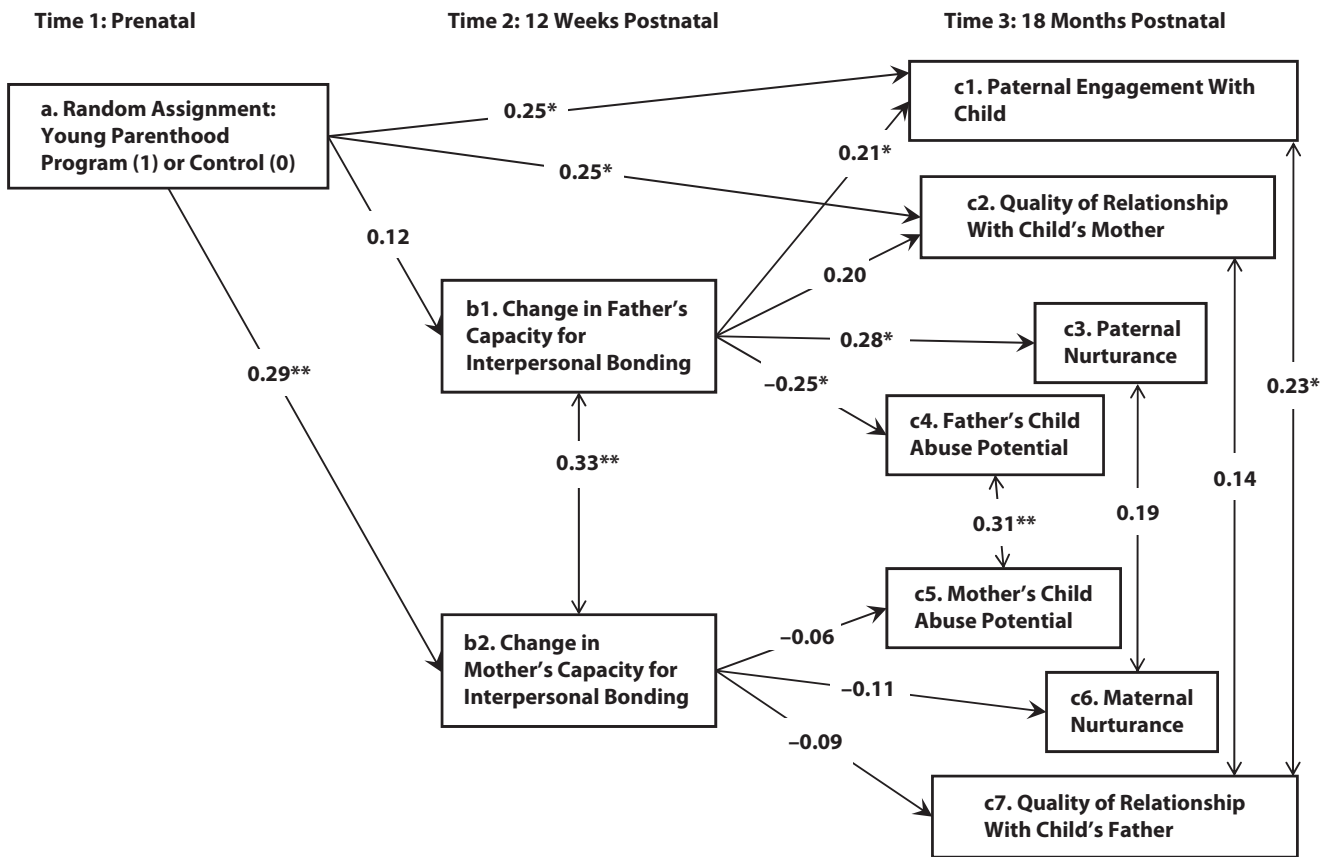 Time 1: Prenatal
Time 2: 12 Weeks Postnatal
Time 3: 18 Months Postnatal
a. Random Assignment:
Young Parenthood
Program (1) or Control (0)
0.25*
0.25*
0.12
0.29**
b1. Change in Father's
Capacity for
Interpersonal Bonding
0.33**
b2. Change in
Mother's Capacity for
Interpersonal Bonding
0.21*
0.20
0.28*
–0.25*
–0.06
–0.11
–0.09
c1. Paternal Engagement With
Child
c2. Quality of Relationship
With Child's Mother
c3. Paternal
Nurturance
c4. Father's Child
Abuse Potential
0.31**
0.19
0.14
0.23*
c5. Mother's Child
Abuse Potential
c6. Maternal
Nurturance
c7. Quality of Relationship
With Child's Father